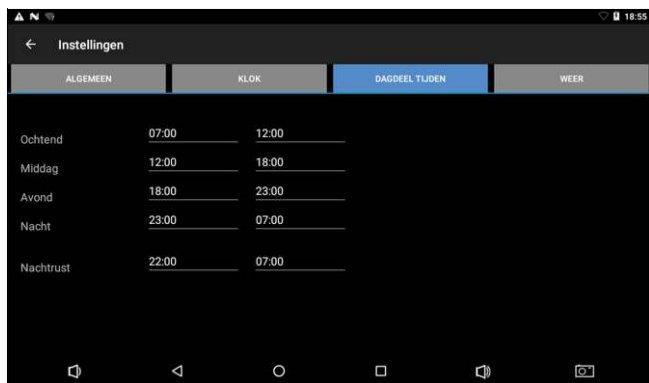 18:55
Instellingen
ALGEMEEN KLOK DAGDEEL TIJDEN WEER
Ochtend 07:00 12:00
Middag 12:00 18:00
Avond 18:00 23:00
Nacht 23:00 07:00
Nachtrust 22:00 07:00